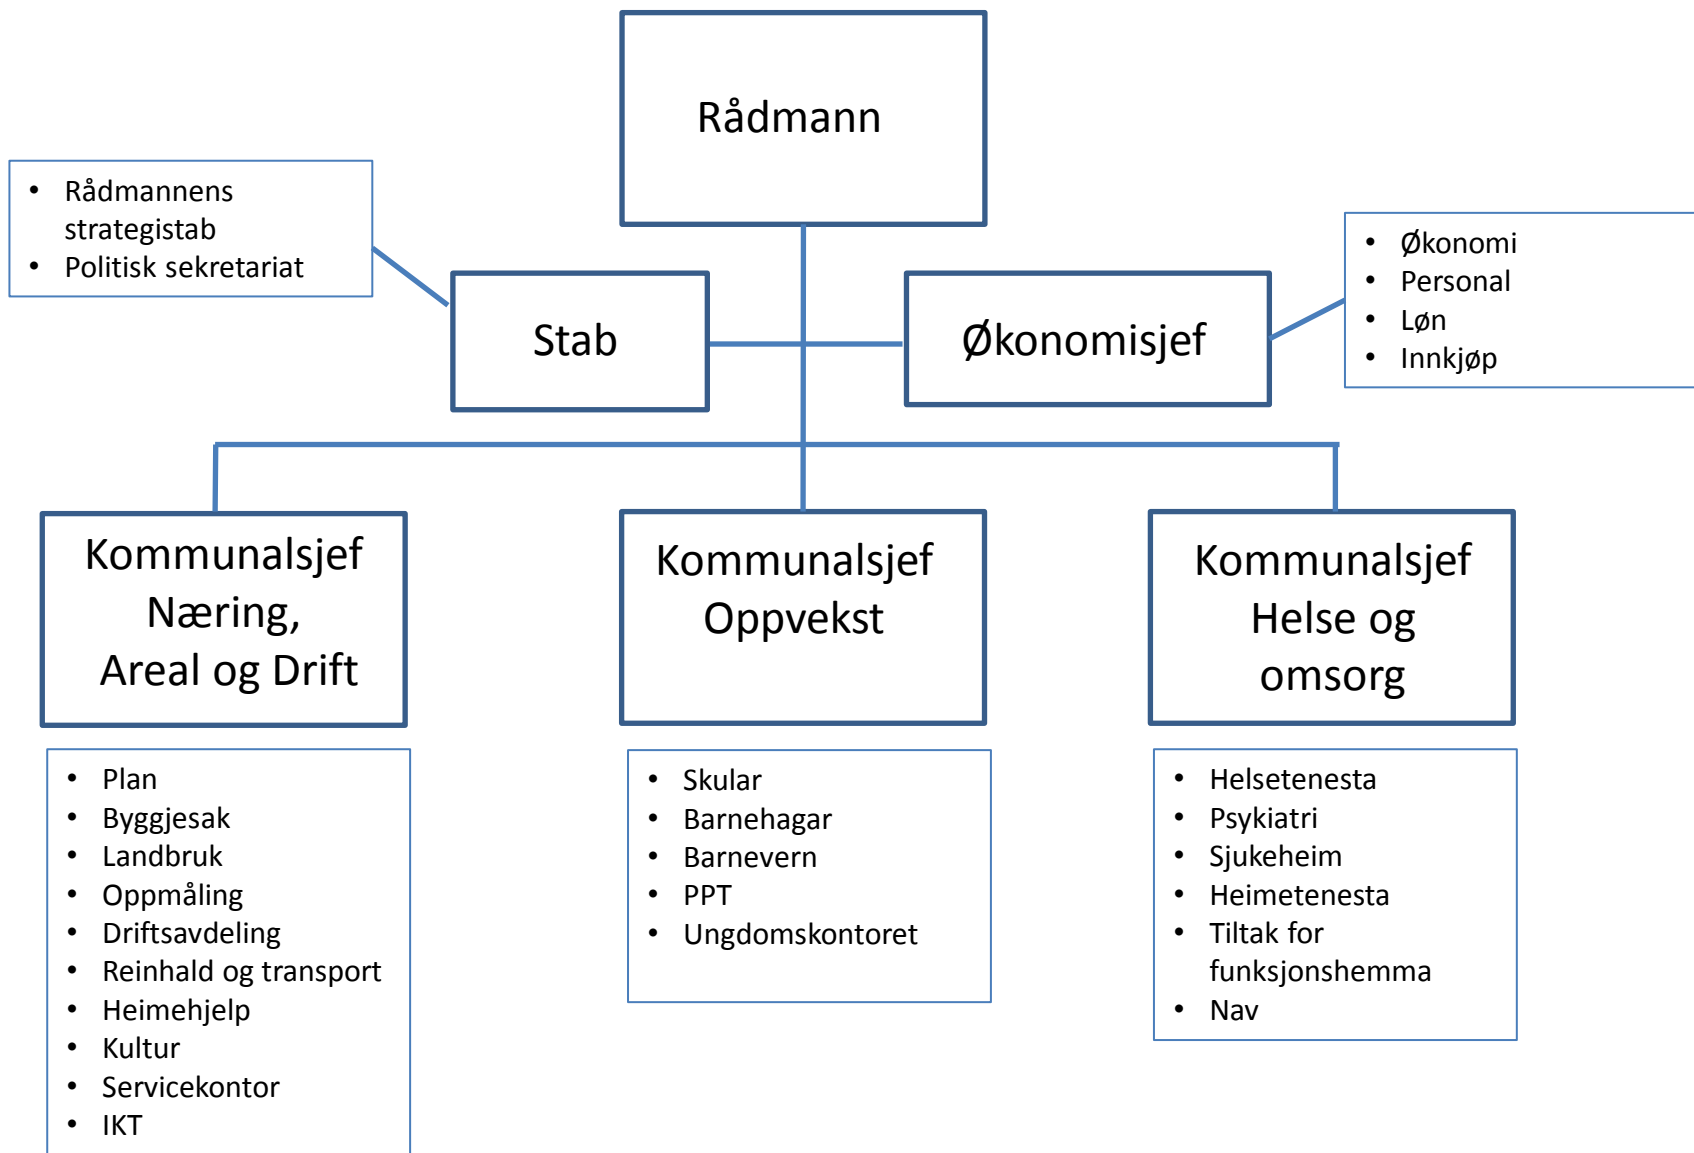 Rådmann
• Rådmannens
strategistab
• Politisk sekretariat
• Økonomi
• Personal
• Løn
• Innkjøp
Stab
Økonomisjef
Kommunalsjef
Næring,
Areal og Drift
Kommunalsjef
Oppvekst
Kommunalsjef
Helse og
omsorg
• Plan
• Byggjesak
• Landbruk
• Oppmåling
• Driftsavdeling
• Reinhald og transport
• Heimehjelp
• Kultur
• Servicekontor
• IKT
• Skular
• Barnehagar
• Barnevern
• PPT
• Ungdomskontoret
• Helsetenesta
• Psykiatri
• Sjukeheim
• Heimetenesta
• Tiltak for
funksjonshemma
• Nav